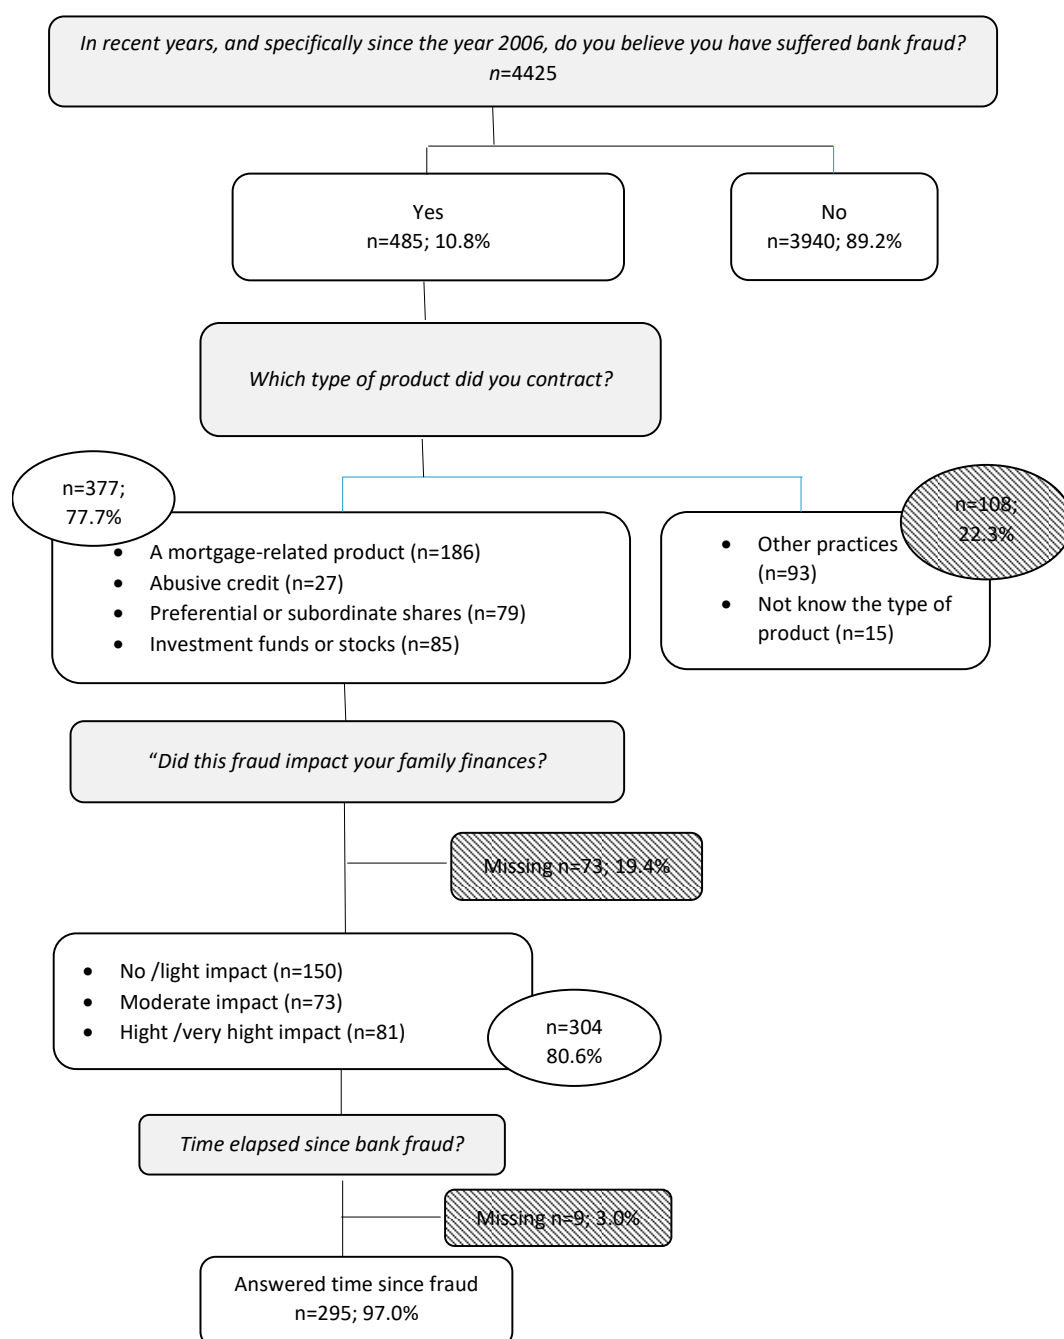 In recent years, and specifically since the year 2006, do you believe you have suffered bank fraud?
n=4425
Yes
n=485; 10.8%
No
n=3940; 89.2%
Which type of product did you contract?
n=377;
77.7%
• A mortgage-related product (n=186)
• Abusive credit (n=27)
• Preferential or subordinate shares (n=79)
• Investment funds or stocks (n=85)
n=108;
22.3%
• Other practices
(n=93)
• Not know the type of
product (n=15)
“Did this fraud impact your family finances?
Missing n=73; 19.4%
• No /light impact (n=150)
• Moderate impact (n=73)
• Hight /very hight impact (n=81)
n=304
80.6%
Time elapsed since bank fraud?
Missing n=9; 3.0%
Answered time since fraud
n=295; 97.0%